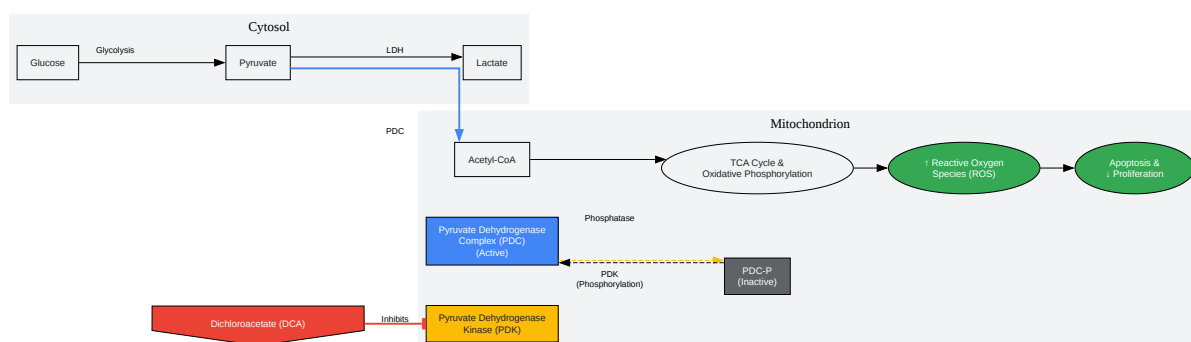 Cytosol
Glucose
Glycolysis
Pyruvate
LDH
Lactate
PDC
Mitochondrion
Acetyl-CoA
TCA Cycle &
Oxidative Phosphorylation
↑ Reactive Oxygen
Species (ROS)
Apoptosis &
↓ Proliferation
Pyruvate Dehydrogenase
Complex (PDC)
(Active)
Phosphatase
PDK
(Phosphorylation)
PDC-P
(Inactive)
Dichloroacetate (DCA)
Inhibits
Pyruvate Dehydrogenase
Kinase (PDK)